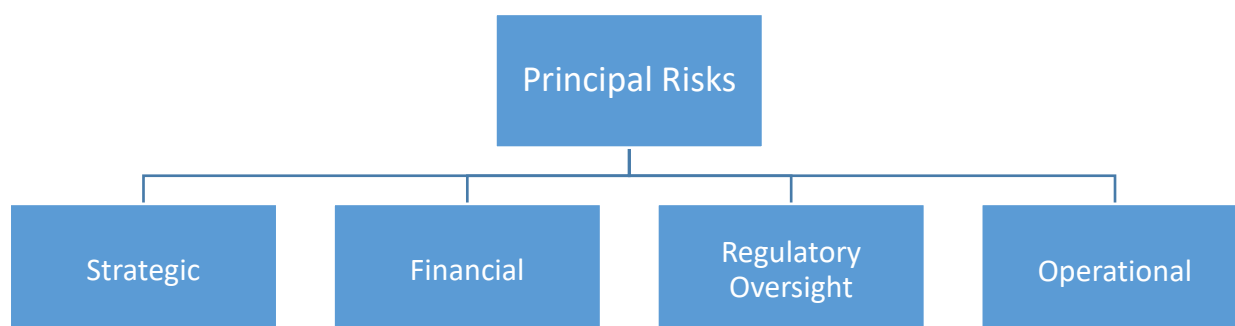 Principal Risks
Strategic
Financial
Regulatory
Oversight
Operational